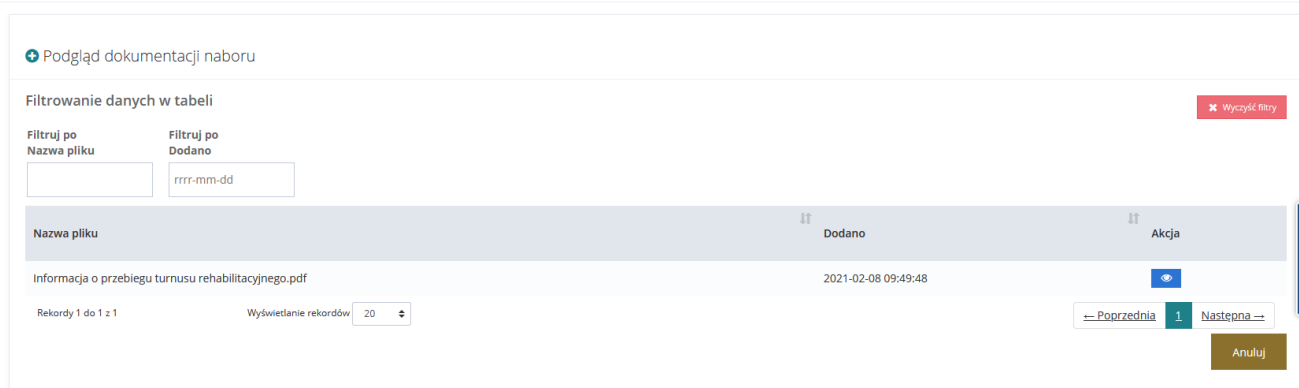 Podgląd dokumentacji naboru
Filtrowanie danych w tabeli
Wyczyść filtry
Filtruj po Nazwa pliku
Filtruj po Dodano
rrrr-mm-dd
Nazwa pliku Dodano Akcja
Informacja o przebiegu turnusu rehabilitacyjnego.pdf 2021-02-08 09:49:48
Rekordy 1 do 1 z 1 Wyświetlanie rekordów 20 ← Poprzednia 1 Następna →
Anuluj